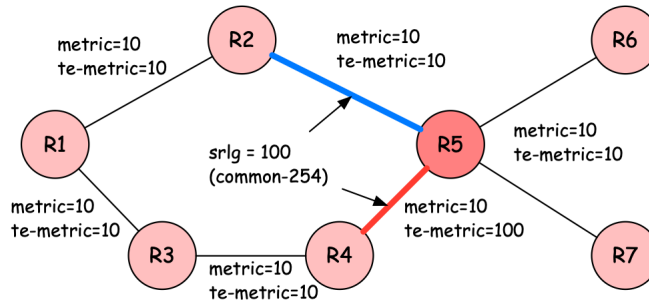 R2
R6
metric=10
te-metric=10
metric=10
te-metric=10
R1
srlg = 100
(common-254)
R5
metric=10
te-metric=10
metric=10
te-metric=10
metric=10
te-metric=100
R3
R4
R7
metric=10
te-metric=10